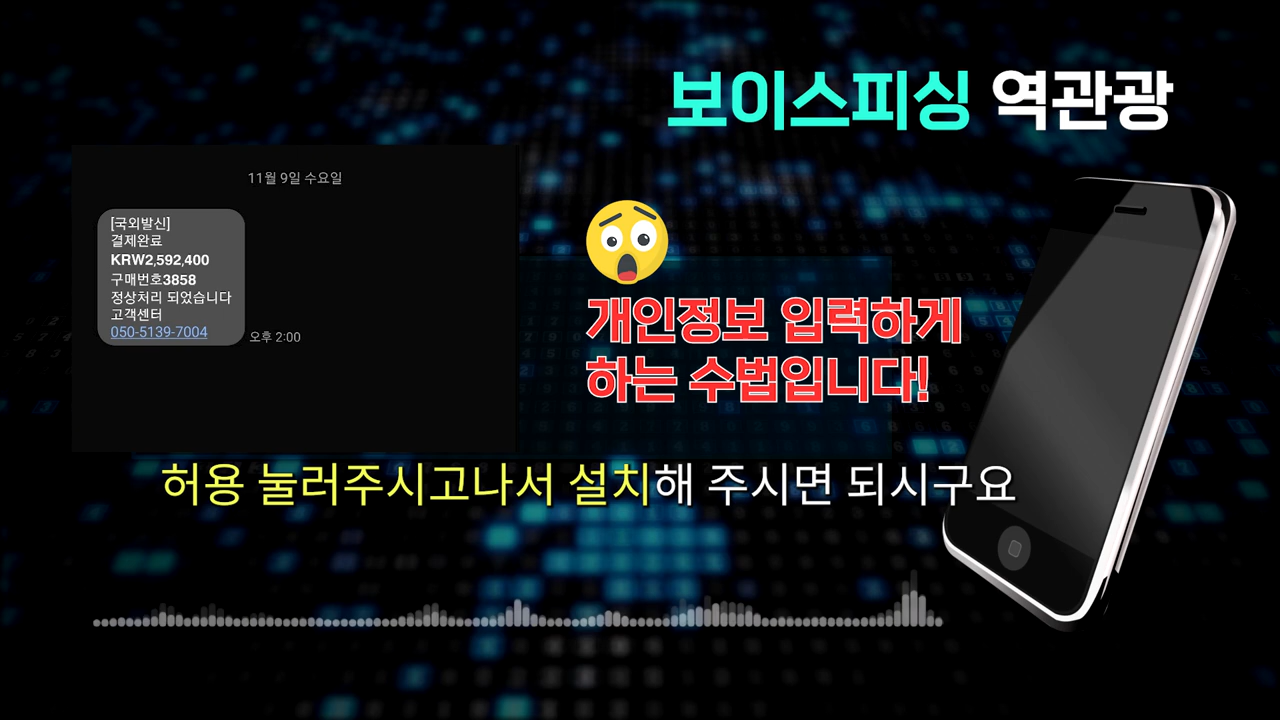 보이스피싱 역관광
11월 9일 수요일
[국외발신]
결제완료
KRW2,592,400
구매번호3858
정상처리 되었습니다
고객센터
050-5139-7004
오후 2:00
개인정보 입력하게
하는 수법입니다!
허용 눌러주시고나서 설치해 주시면 되시구요